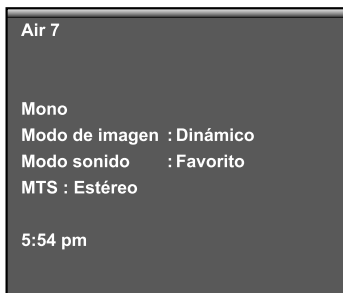 Air 7
Mono
Modo de imagen : Dinámico
Modo sonido : Favorito
MTS : Estéreo
5:54 pm